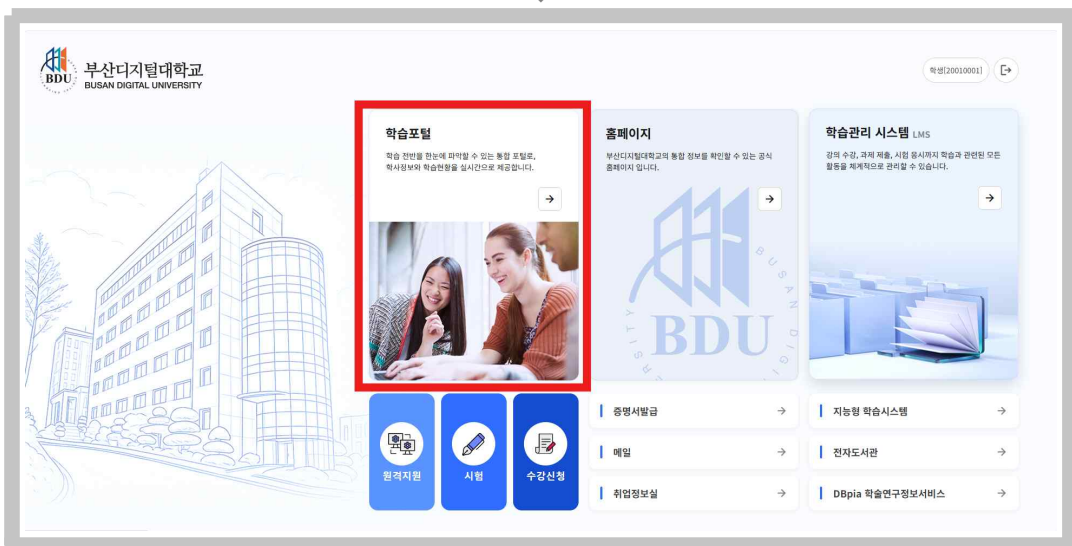 BDU
부산디지털대학교
BUSAN DIGITAL UNIVERSITY
학생[20010001]
학습포털
학습 전반를 한눈에 파악할 수 있는 통합 포털로,
학사정보와 학습현황을 실시간으로 제공합니다.
홈페이지
부산디지털대학교의 통합 정보를 확인할 수 있는 공식
홈페이지 입니다.
BDU
BUSAN DIGI
RSITY
학습관리 시스템 LMS
강의 수강, 과제 제출, 시험 응시까지 학습과 관련된 모든
활동을 체계적으로 관리할 수 있습니다.
원격지원
시험
수강신청
증명서발급
메일
취업정보실
지능형 학습시스템
전자도서관
DBpia 학술연구정보서비스